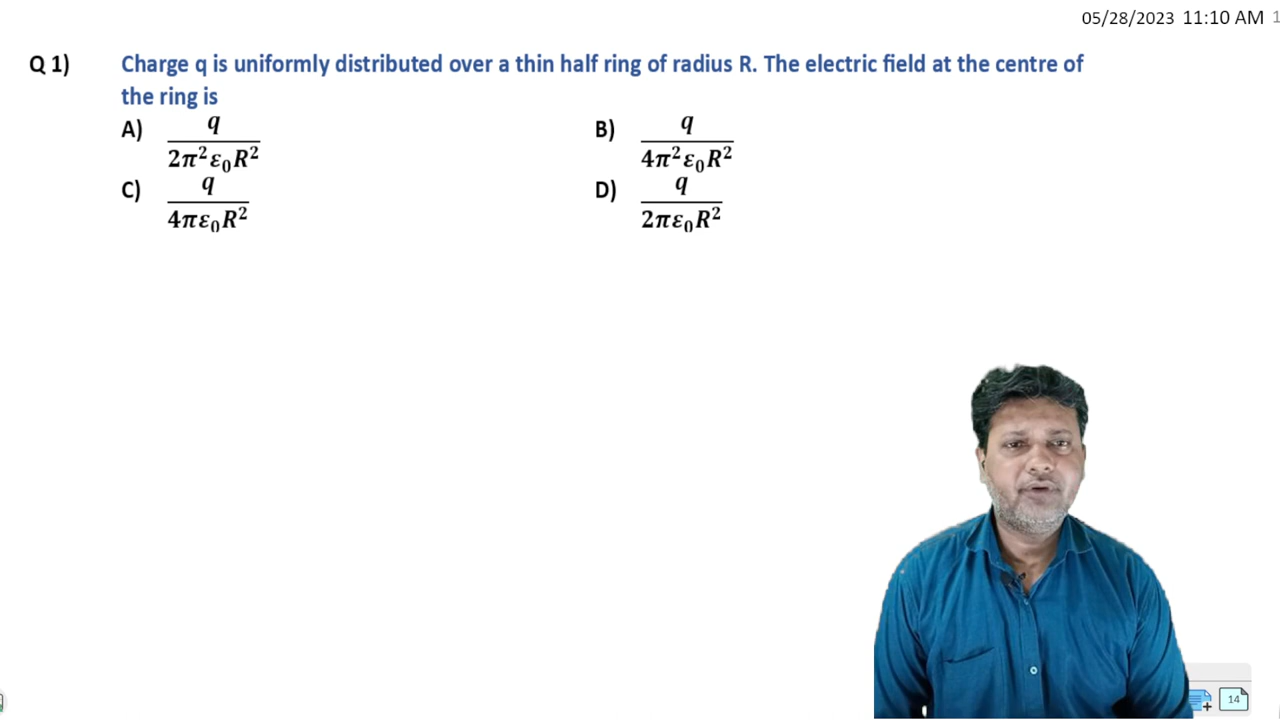 05/28/2023 11:10 AM 1
Q 1) Charge q is uniformly distributed over a thin half ring of radius R. The electric field at the centre of
the ring is
A) q / 2π²ε₀R² B) q / 4π²ε₀R²
C) q / 4πε₀R² D) q / 2πε₀R²
14